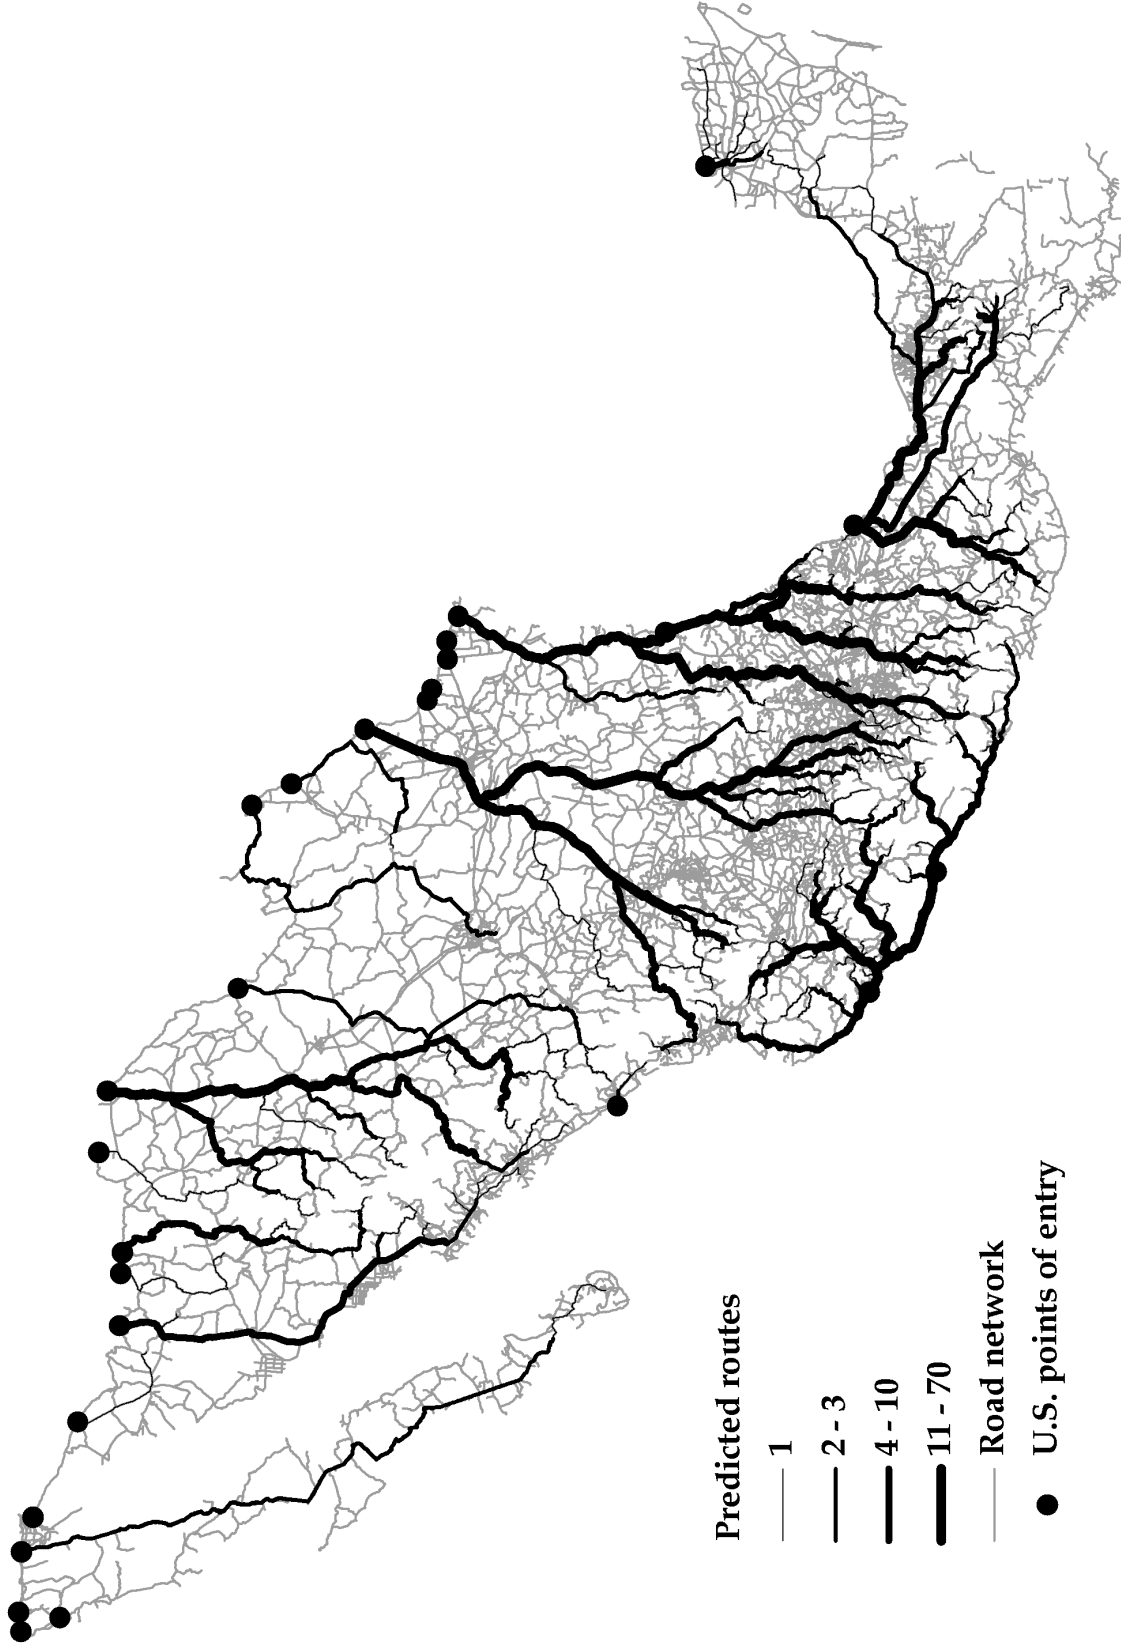 Predicted routes
1
2 - 3
4 - 10
11 - 70
Road network
U.S. points of entry